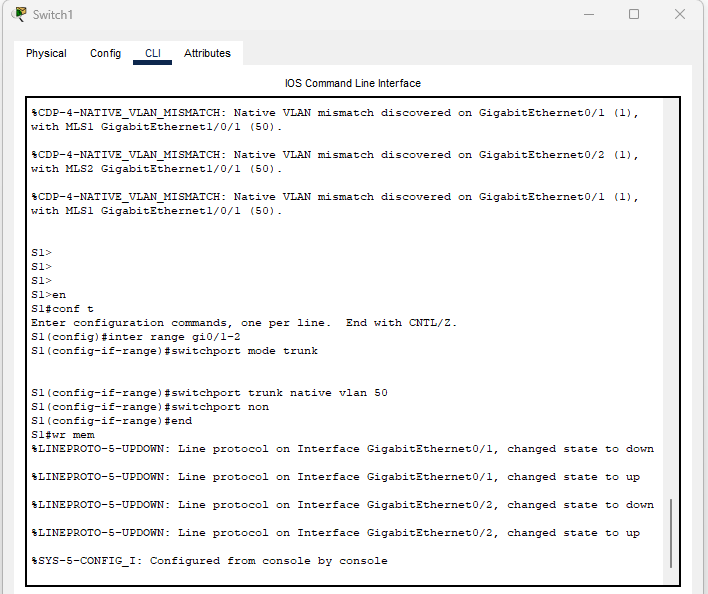 Switch1
Physical Config CLI Attributes
IOS Command Line Interface
%CDP-4-NATIVE_VLAN_MISMATCH: Native VLAN mismatch discovered on GigabitEthernet0/1 (1),
with MLS1 GigabitEthernet1/0/1 (50).
%CDP-4-NATIVE_VLAN_MISMATCH: Native VLAN mismatch discovered on GigabitEthernet0/2 (1),
with MLS2 GigabitEthernet1/0/1 (50).
%CDP-4-NATIVE_VLAN_MISMATCH: Native VLAN mismatch discovered on GigabitEthernet0/1 (1),
with MLS1 GigabitEthernet1/0/1 (50).
S1>
S1>
S1>
S1>en
S1#conf t
Enter configuration commands, one per line.  End with CNTL/Z.
S1(config)#inter range gi0/1-2
S1(config-if-range)#switchport mode trunk
S1(config-if-range)#switchport trunk native vlan 50
S1(config-if-range)#switchport non
S1(config-if-range)#end
S1#wr mem
%LINEPROTO-5-UPDOWN: Line protocol on Interface GigabitEthernet0/1, changed state to down
%LINEPROTO-5-UPDOWN: Line protocol on Interface GigabitEthernet0/1, changed state to up
%LINEPROTO-5-UPDOWN: Line protocol on Interface GigabitEthernet0/2, changed state to down
%LINEPROTO-5-UPDOWN: Line protocol on Interface GigabitEthernet0/2, changed state to up
%SYS-5-CONFIG_I: Configured from console by console